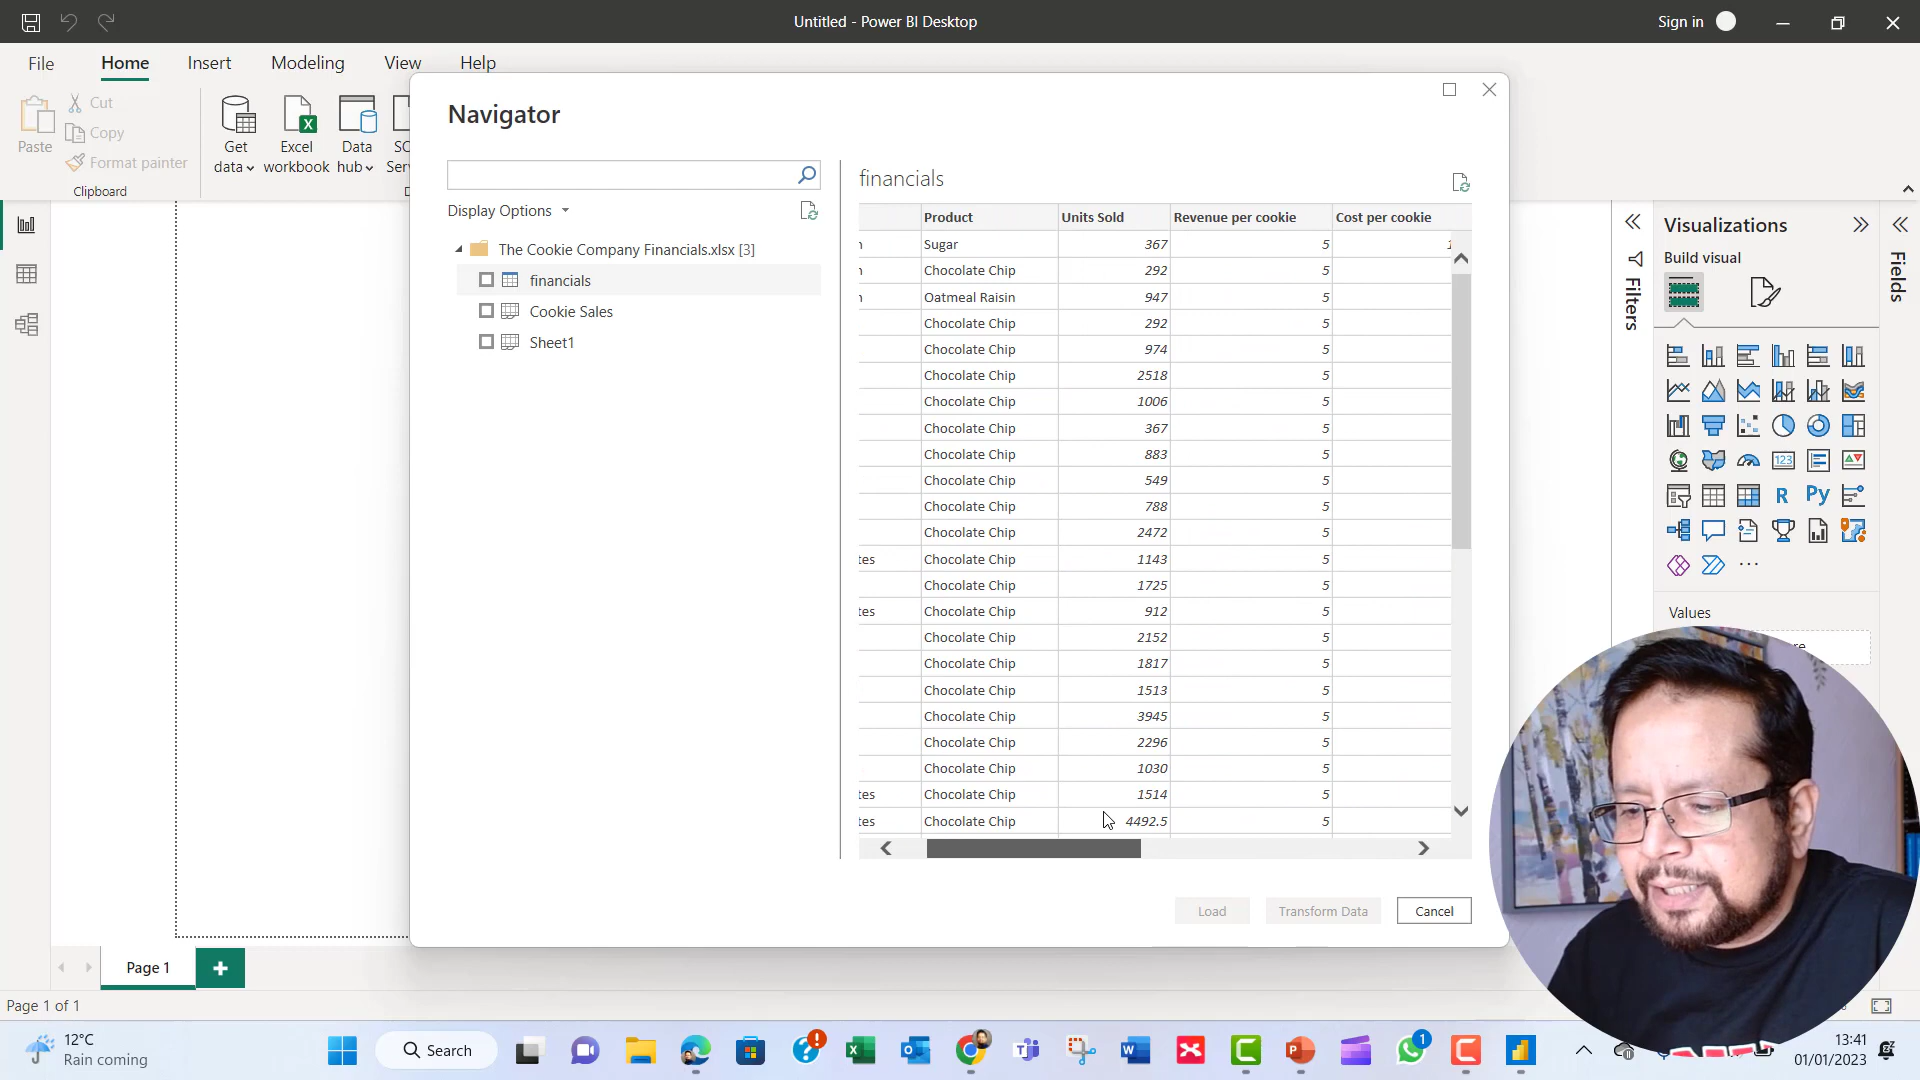 Untitled - Power BI Desktop
Sign in
File
Home
Insert
Modeling
View
Help
Paste
Cut
Copy
Format painter
Clipboard
Get data
Excel workbook
Data hub
Navigator
Display Options
The Cookie Company Financials.xlsx [3]
financials
Cookie Sales
Sheet1
financials
Product Units Sold Revenue per cookie Cost per cookie
n Sugar 367 5 1
Chocolate Chip 292 5
n Oatmeal Raisin 947 5
Chocolate Chip 292 5
Chocolate Chip 974 5
Chocolate Chip 2518 5
Chocolate Chip 1006 5
Chocolate Chip 367 5
Chocolate Chip 883 5
Chocolate Chip 549 5
Chocolate Chip 788 5
Chocolate Chip 2472 5
tes Chocolate Chip 1143 5
Chocolate Chip 1725 5
tes Chocolate Chip 912 5
Chocolate Chip 2152 5
Chocolate Chip 1817 5
Chocolate Chip 1513 5
Chocolate Chip 3945 5
Chocolate Chip 2296 5
Chocolate Chip 1030 5
tes Chocolate Chip 1514 5
tes Chocolate Chip 4492.5 5
Load
Transform Data
Cancel
Filters
Visualizations
Build visual
123
R
Py
Values
Fields
Page 1
Page 1 of 1
12°C
Rain coming
Search
1
13:41
01/01/2023